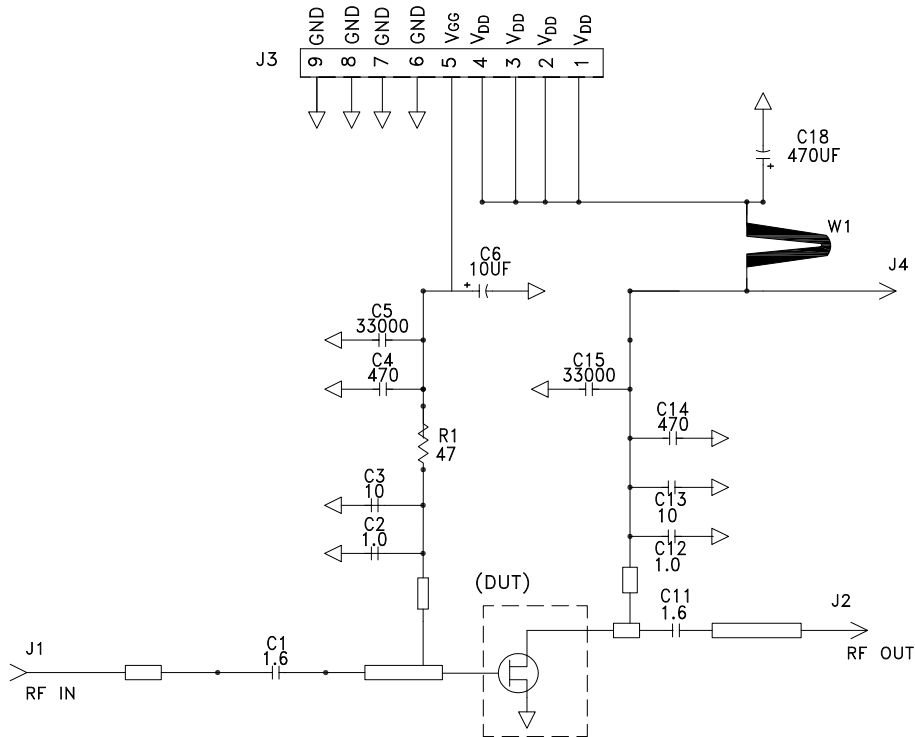 GND
GND
GND
GND
VGG
VDD
VDD
VDD
VDD
J3
9
8
7
6
5
4
3
2
1
C18
470UF
+
W1
C6
10UF
+
J4
C5
33000
C4
470
C15
33000
C14
470
R1
47
C3
10
C13
10
C2
1.0
C12
1.0
(DUT)
C11
1.6
J2
RF OUT
J1
C1
1.6
RF IN